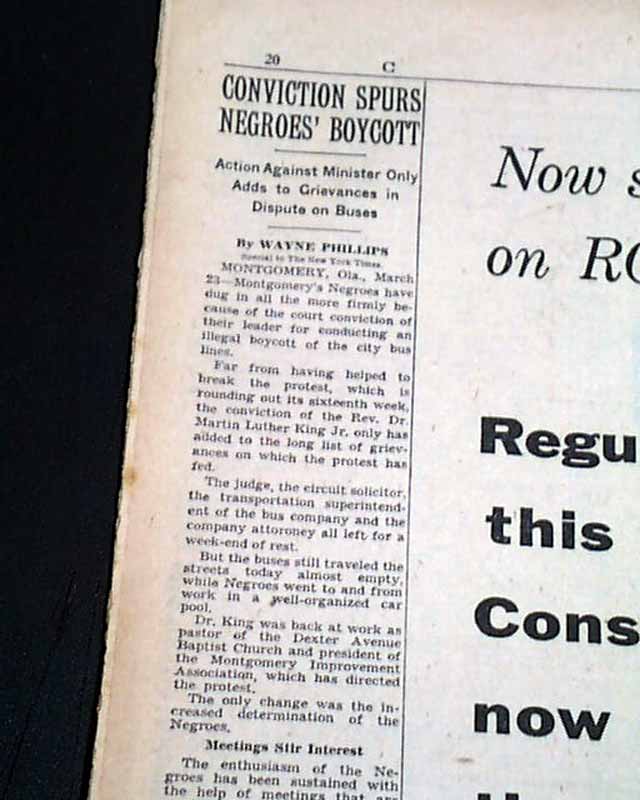 20 C
CONVICTION SPURS
NEGROES' BOYCOTT
Action Against Minister Only
Adds to Grievances in
Dispute on Buses
By WAYNE PHILLIPS
Special to The New York Times.
MONTGOMERY, Ola., March
23—Montgomery's Negroes have
dug in all the more firmly be-
cause of the court conviction of
their leader for conducting an
illegal boycott of the city bus
lines.
Far from having helped to
break the protest, which is
rounding out its sixteenth week,
the conviction of the Rev. Dr.
Martin Luther King Jr. only has
added to the long list of griev-
ances on which the protest has
fed.
The judge, the circuit solicitor,
the transportation superintend-
ent of the bus company and the
company attoroney all left for a
week-end of rest.
But the buses still traveled the
streets today almost empty,
while Negroes went to and from
work in a well-organized car
pool.
Dr. King was back at work as
pastor of the Dexter Avenue
Baptist Church and president of
the Montgomery Improvement
Association, which has directed
the protest.
The only change was the in-
creased determination of the
Negroes.
Meetings Stir Interest
The enthusiasm of the Ne-
groes has been sustained with
the help of meetings that are
Now s
on RO
Regu
this
Cons
now